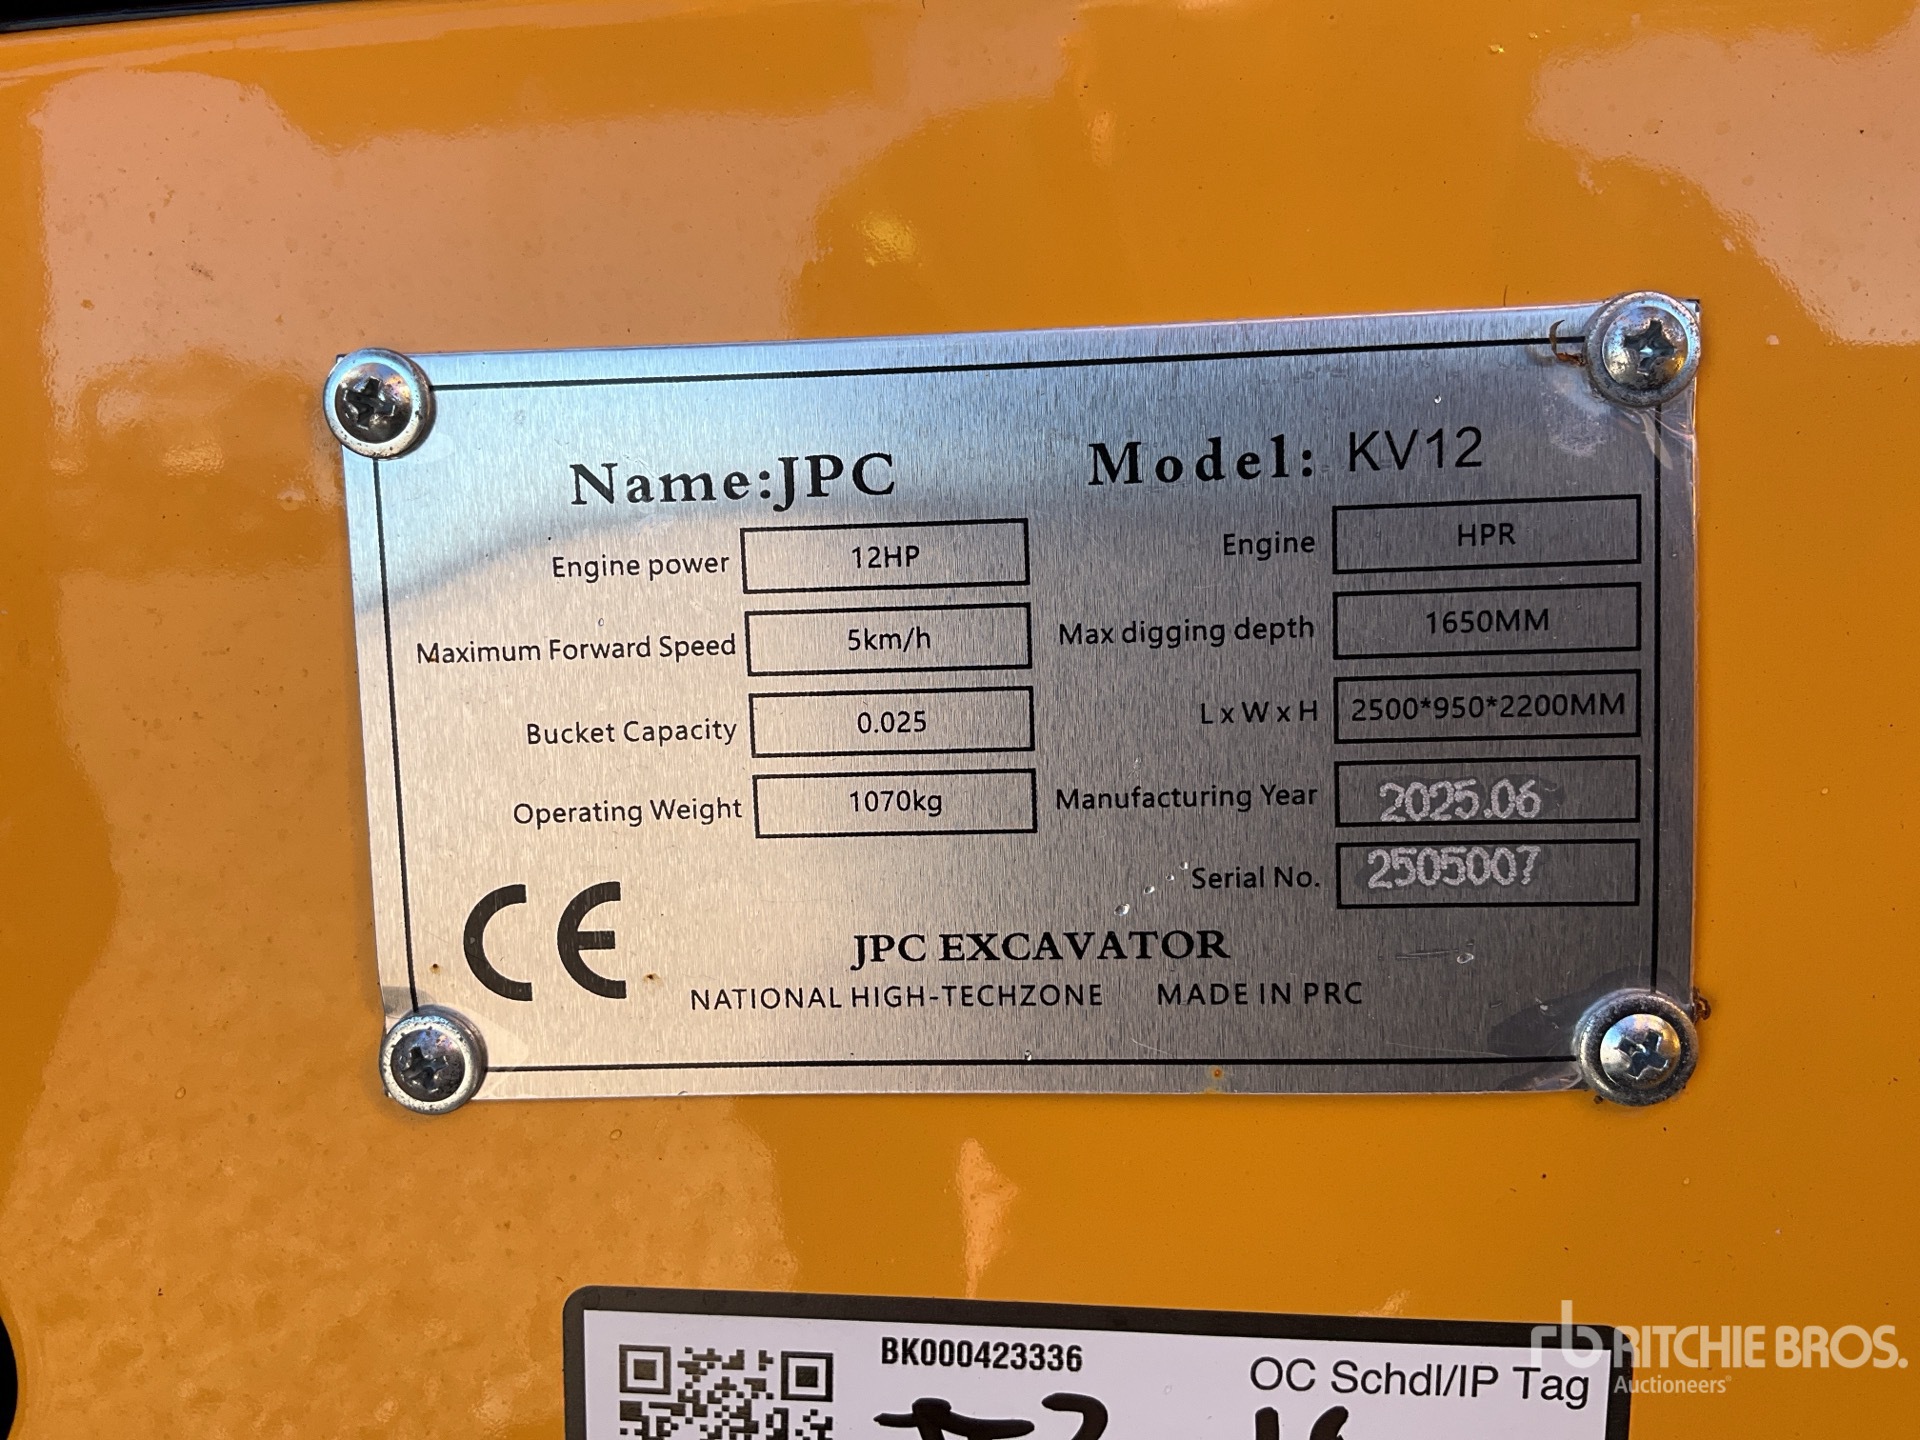 Name:JPC Model: KV12
Engine power 12HP Engine HPR
Maximum Forward Speed 5km/h Max digging depth 1650MM
Bucket Capacity 0.025 L x W x H 2500*950*2200MM
Operating Weight 1070kg Manufacturing Year 2025.06
Serial No. 2505007
CE
JPC EXCAVATOR
NATIONAL HIGH-TECHZONE MADE IN PRC
BK000423336
OC Schdl/IP Tag
rb RITCHIE BROS.
Auctioneers